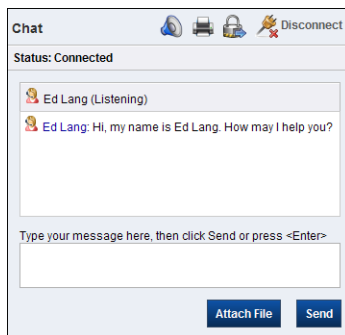 Chat Disconnect
Status: Connected
Ed Lang (Listening)
Ed Lang: Hi, my name is Ed Lang. How may I help you?
Type your message here, then click Send or press <Enter>
Attach File Send